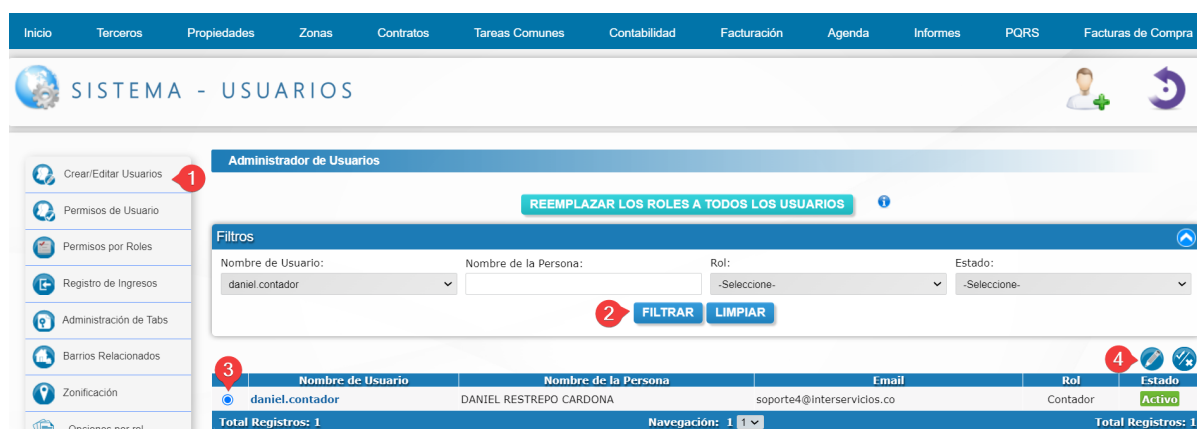 Inicio Terceros Propiedades Zonas Contratos Tareas Comunes Contabilidad Facturación Agenda Informes PQRS Facturas de Compra
SISTEMA - USUARIOS
Crear/Editar Usuarios 1
Permisos de Usuario
Permisos por Roles
Registro de Ingresos
Administración de Tabs
Barrios Relacionados
Zonificación
Opciones por rol
Administrador de Usuarios
REEMPLAZAR LOS ROLES A TODOS LOS USUARIOS i
Filtros
Nombre de Usuario: Nombre de la Persona: Rol: Estado:
daniel.contador -Seleccione- -Seleccione-
2 FILTRAR LIMPIAR
3 4
Nombre de Usuario Nombre de la Persona Email Rol Estado
daniel.contador DANIEL RESTREPO CARDONA soporte4@interservicios.co Contador Activo
Total Registros: 1 Navegación: 1 1 Total Registros: 1